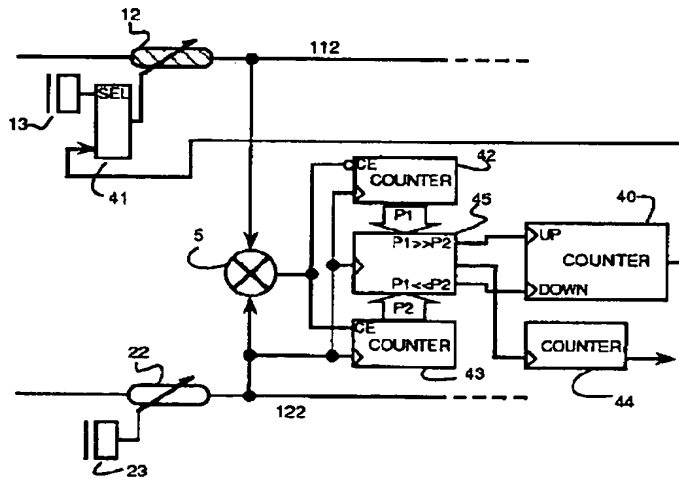 12
112
SEL
13
41
CE
COUNTER
42
P1
45
40
P1>>P2
UP
5
COUNTER
P1<<P2
DOWN
P2
CE
COUNTER
COUNTER
22
43
44
122
23